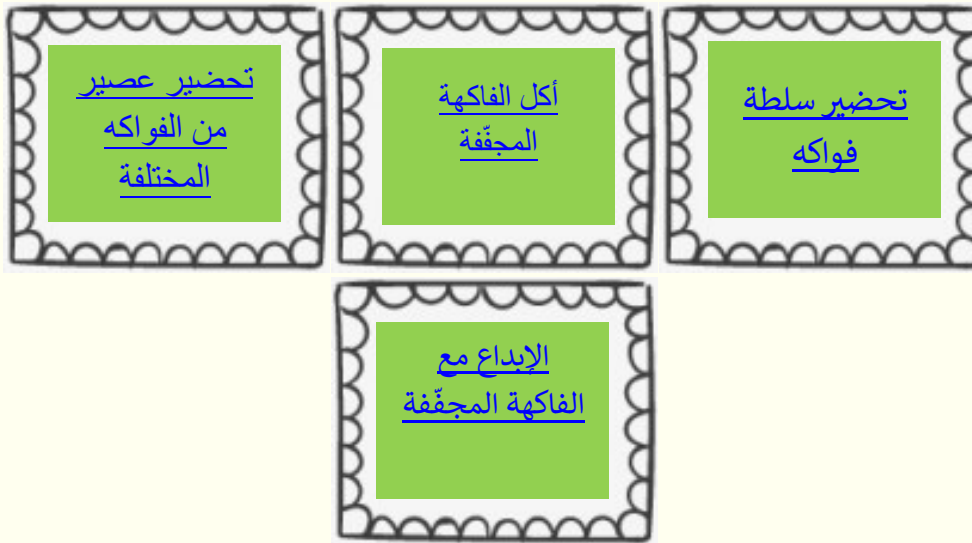 تحضير سلطة
فواكه
أكل الفاكهة
المجفّفة
تحضير عصير
من الفواكه
المختلفة
الإبداع مع
الفاكهة المجفّفة